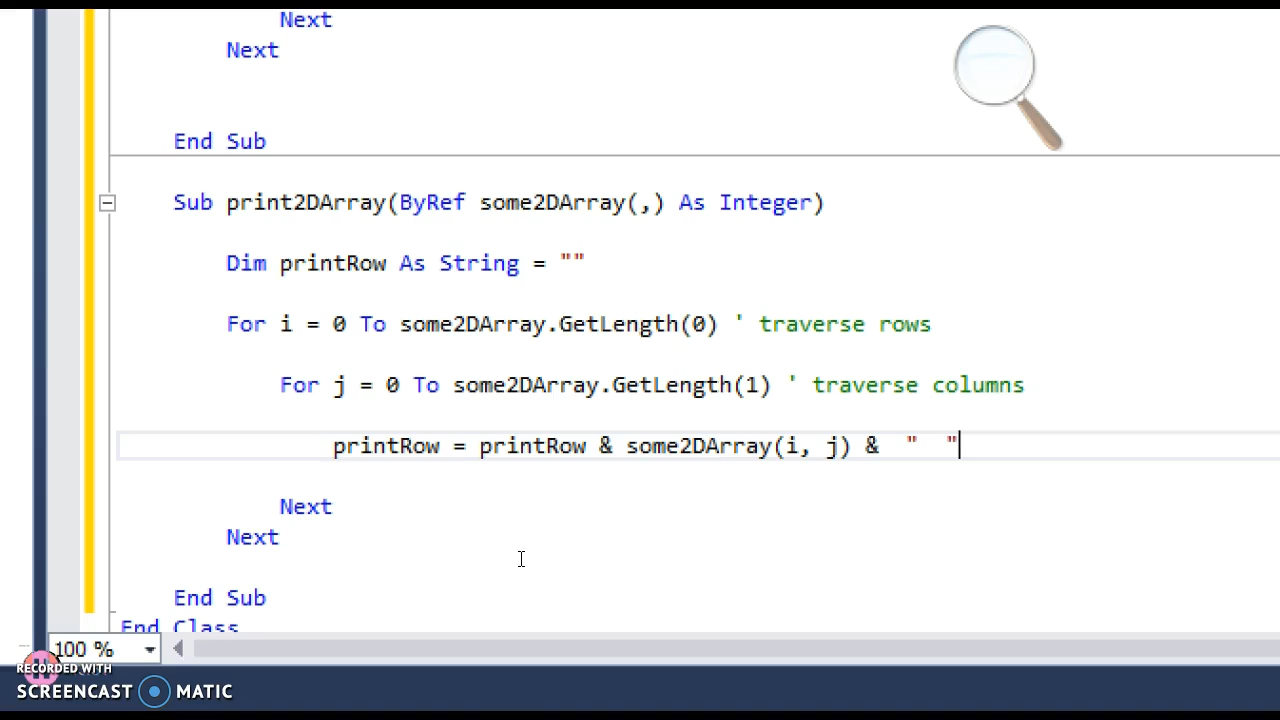 Next
Next
End Sub
Sub print2DArray(ByRef some2DArray(,) As Integer)
Dim printRow As String = ""
For i = 0 To some2DArray.GetLength(0) ' traverse rows
For j = 0 To some2DArray.GetLength(1) ' traverse columns
printRow = printRow & some2DArray(i, j) &  "  "
Next
Next
End Sub
End Class
100 %
RECORDED WITH
SCREENCAST MATIC